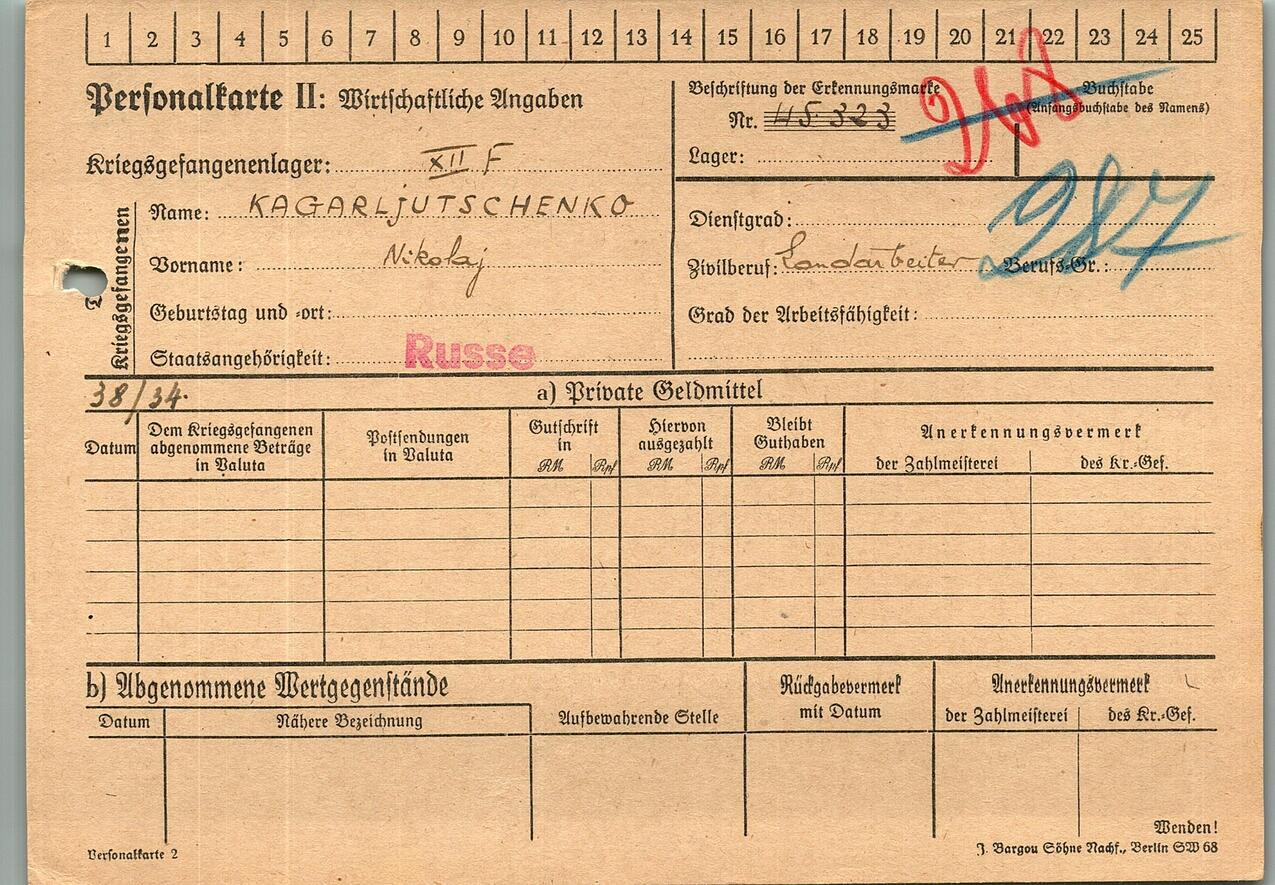 1 2 3 4 5 6 7 8 9 10 11 12 13 14 15 16 17 18 19 20 21 22 23 24 25
Personalkarte II: Wirtschaftliche Angaben
Kriegsgefangenenlager: XII F
Kriegsgefangenen
Name: KAGARLJUTSCHENKO
Vorname: Nikolaj
Geburtstag und -ort:
Staatsangehörigkeit: Russe
Beschriftung der Erkennungsmarke
Nr. 45323
Lager:
Buchstabe
(Anfangsbuchstabe des Namens)
Dienstgrad:
287
Zivilberuf: Landarbeiter Berufs-Gr.:
Grad der Arbeitsfähigkeit:
38/34.
a) Private Geldmittel
Datum
Dem Kriegsgefangenen
abgenommene Beträge
in Valuta
Postsendungen
in Valuta
Gutschrift
in
RM Rpf
Hiervon
ausgezahlt
RM Rpf
Bleibt
Guthaben
RM Rpf
Anerkennungsvermerk
der Zahlmeisterei des Kr.-Gef.
b) Abgenommene Wertgegenstände
Datum Nähere Bezeichnung
Aufbewahrende Stelle
Rückgabevermerk
mit Datum
Anerkennungsvermerk
der Zahlmeisterei des Kr.-Gef.
Wenden!
Personalkarte 2
J. Bargou Söhne Nachf., Berlin SW 68